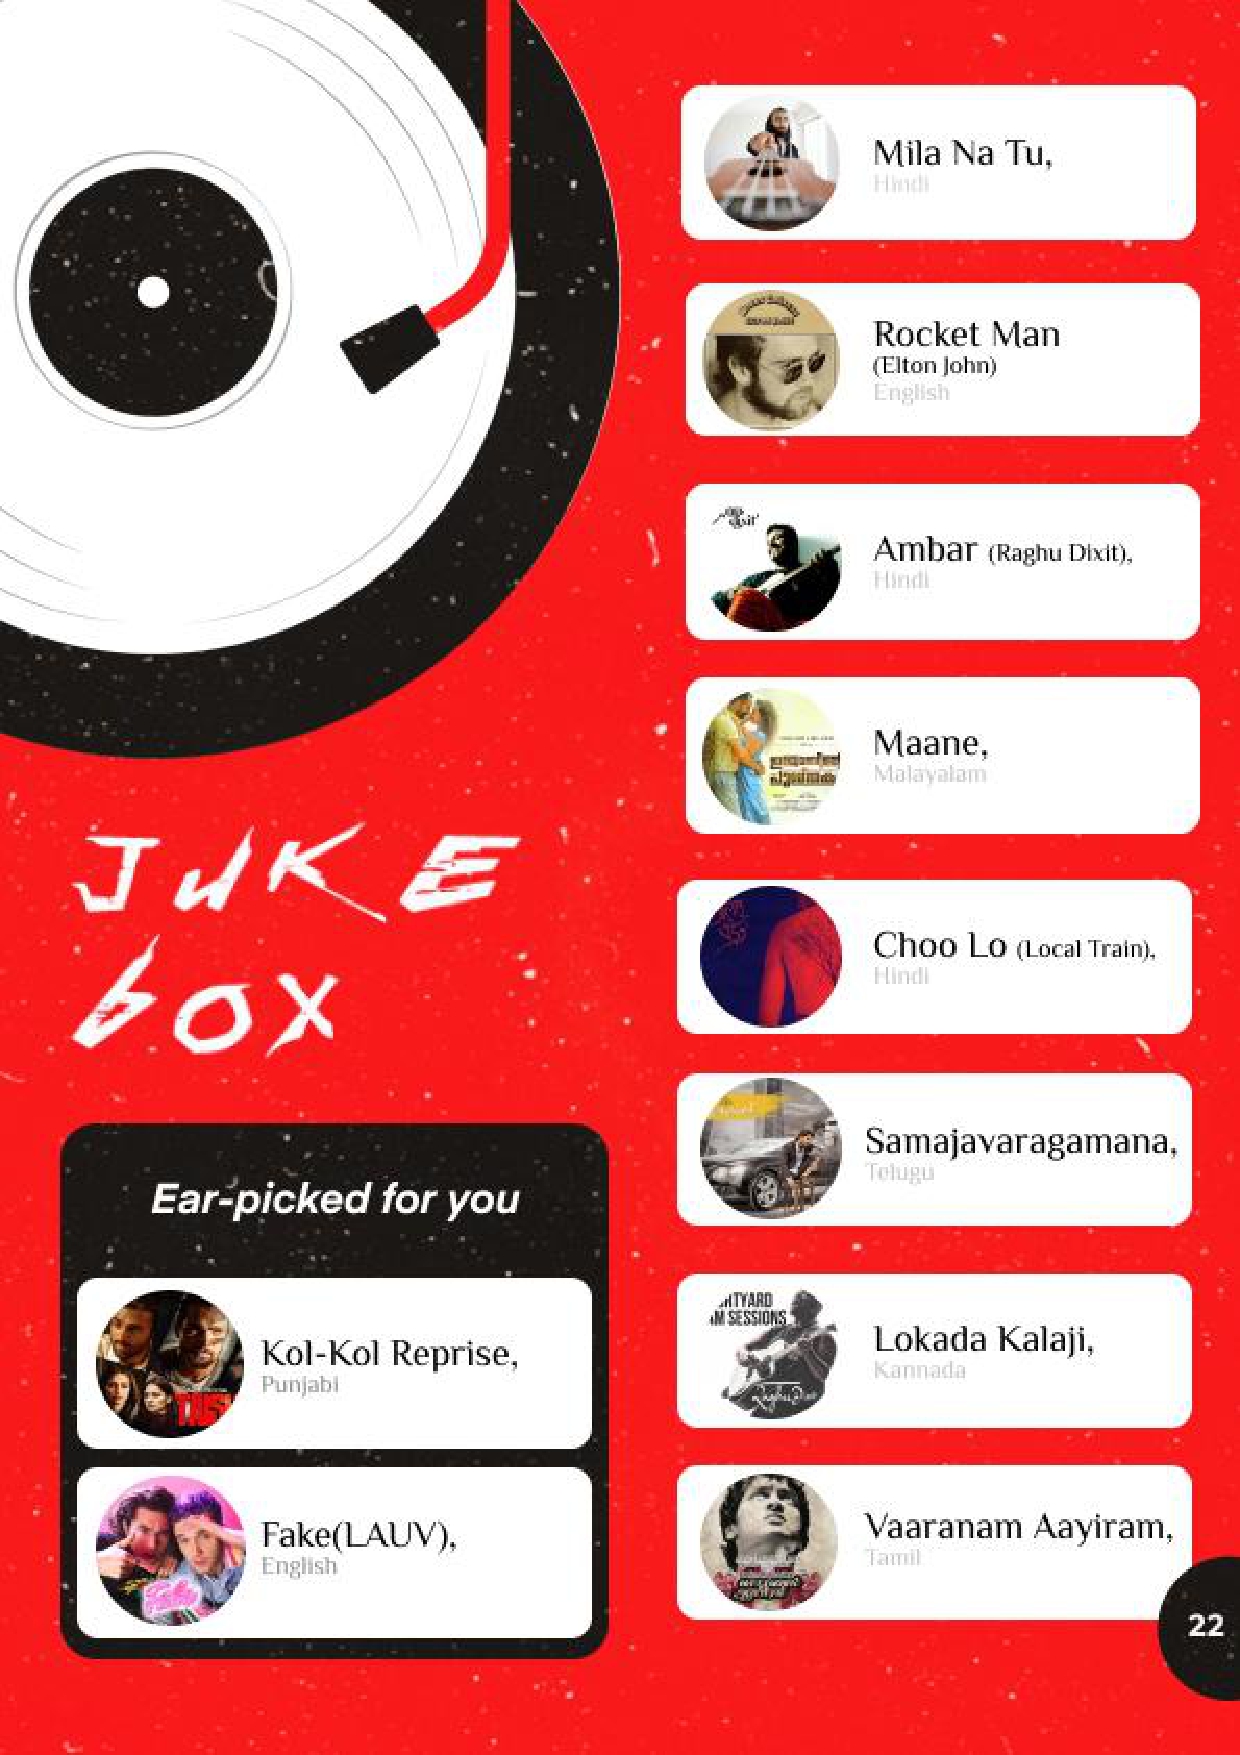 JuKE
box
Ear-picked for you
Kol-Kol Reprise,
Punjabi
Fake(LAUV),
English
Mila Na Tu,
Hindi
Rocket Man
(Elton John)
English
Ambar (Raghu Dixit),
Hindi
Maane,
Malayalam
Choo Lo (Local Train),
Hindi
Samajavaragamana,
Telugu
TYARD
M SESSIONS
Lokada Kalaji,
Kannada
Vaaranam Aayiram,
Tamil
22